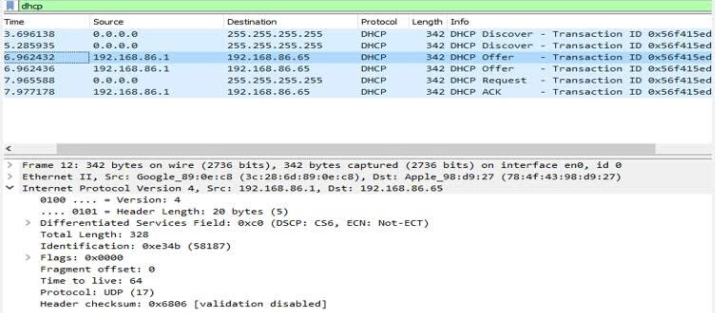 dhcp
Time Source Destination Protocol Length Info
3.696138 0.0.0.0 255.255.255.255 DHCP 342 DHCP Discover - Transaction ID 0x56f415ed
5.285935 0.0.0.0 255.255.255.255 DHCP 342 DHCP Discover - Transaction ID 0x56f415ed
6.962432 192.168.86.1 192.168.86.65 DHCP 342 DHCP Offer - Transaction ID 0x56f415ed
6.962436 192.168.86.1 192.168.86.65 DHCP 342 DHCP Offer - Transaction ID 0x56f415ed
7.965588 0.0.0.0 255.255.255.255 DHCP 342 DHCP Request - Transaction ID 0x56f415ed
7.977178 192.168.86.1 192.168.86.65 DHCP 342 DHCP ACK - Transaction ID 0x56f415ed
Frame 12: 342 bytes on wire (2736 bits), 342 bytes captured (2736 bits) on interface en0, id 0
Ethernet II, Src: Google_89:0e:c8 (3c:28:6d:89:0e:c8), Dst: Apple_98:d9:27 (78:4f:43:98:d9:27)
Internet Protocol Version 4, Src: 192.168.86.1, Dst: 192.168.86.65
0100 .... = Version: 4
.... 0101 = Header Length: 20 bytes (5)
Differentiated Services Field: 0xc0 (DSCP: CS6, ECN: Not-ECT)
Total Length: 328
Identification: 0xe34b (58187)
Flags: 0x0000
Fragment offset: 0
Time to live: 64
Protocol: UDP (17)
Header checksum: 0x6806 [validation disabled]